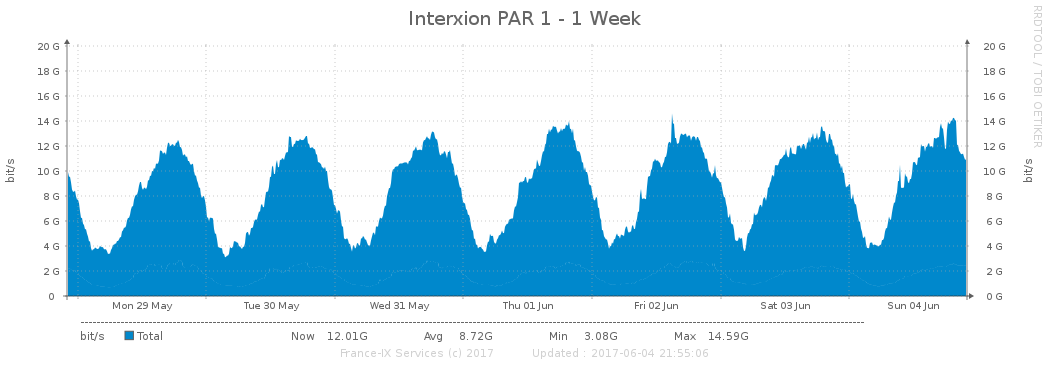 Interxion PAR 1 - 1 Week
RRDTOOL / TOBI OETIKER
20 G 20 G
18 G 18 G
16 G 16 G
14 G 14 G
12 G 12 G
10 G 10 G
8 G 8 G
6 G 6 G
4 G 4 G
2 G 2 G
0 0 G
bit/s
bit/s
Mon 29 May Tue 30 May Wed 31 May Thu 01 Jun Fri 02 Jun Sat 03 Jun Sun 04 Jun
bit/s Total Now 12.01G Avg 8.72G Min 3.08G Max 14.59G
France-IX Services (c) 2017 Updated : 2017-06-04 21:55:06